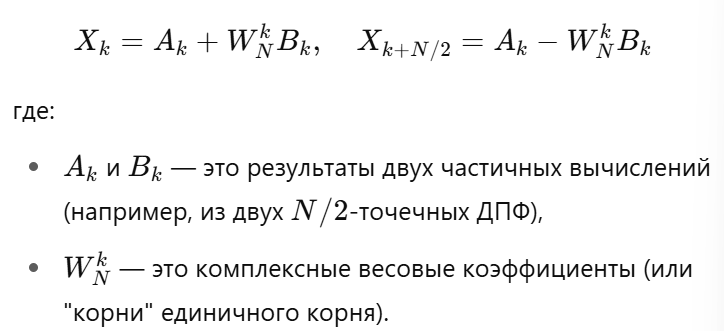 X_k = A_k + W_N^k B_k,    X_{k+N/2} = A_k − W_N^k B_k
где:
• A_k и B_k — это результаты двух частичных вычислений
(например, из двух N/2-точечных ДПФ),
• W_N^k — это комплексные весовые коэффициенты (или
"корни" единичного корня).